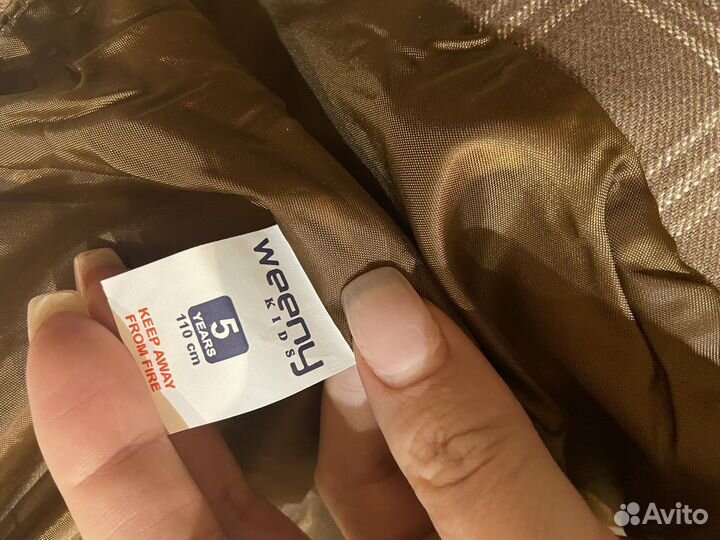 weeny
KIDS
5
YEARS
110 cm
KEEP AWAY
FROM FIRE
Avito